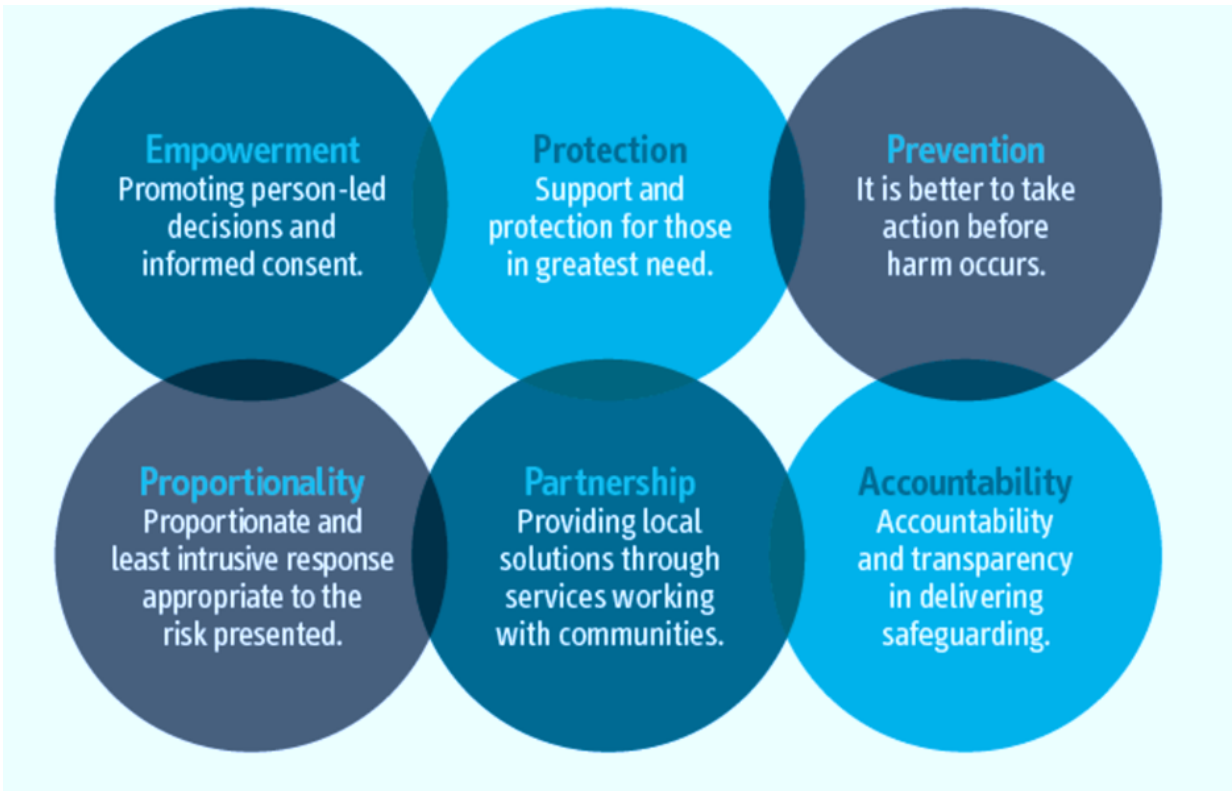 Empowerment
Promoting person-led
decisions and
informed consent.
Protection
Support and
protection for those
in greatest need.
Prevention
It is better to take
action before
harm occurs.
Proportionality
Proportionate and
least intrusive response
appropriate to the
risk presented.
Partnership
Providing local
solutions through
services working
with communities.
Accountability
Accountability
and transparency
in delivering
safeguarding.